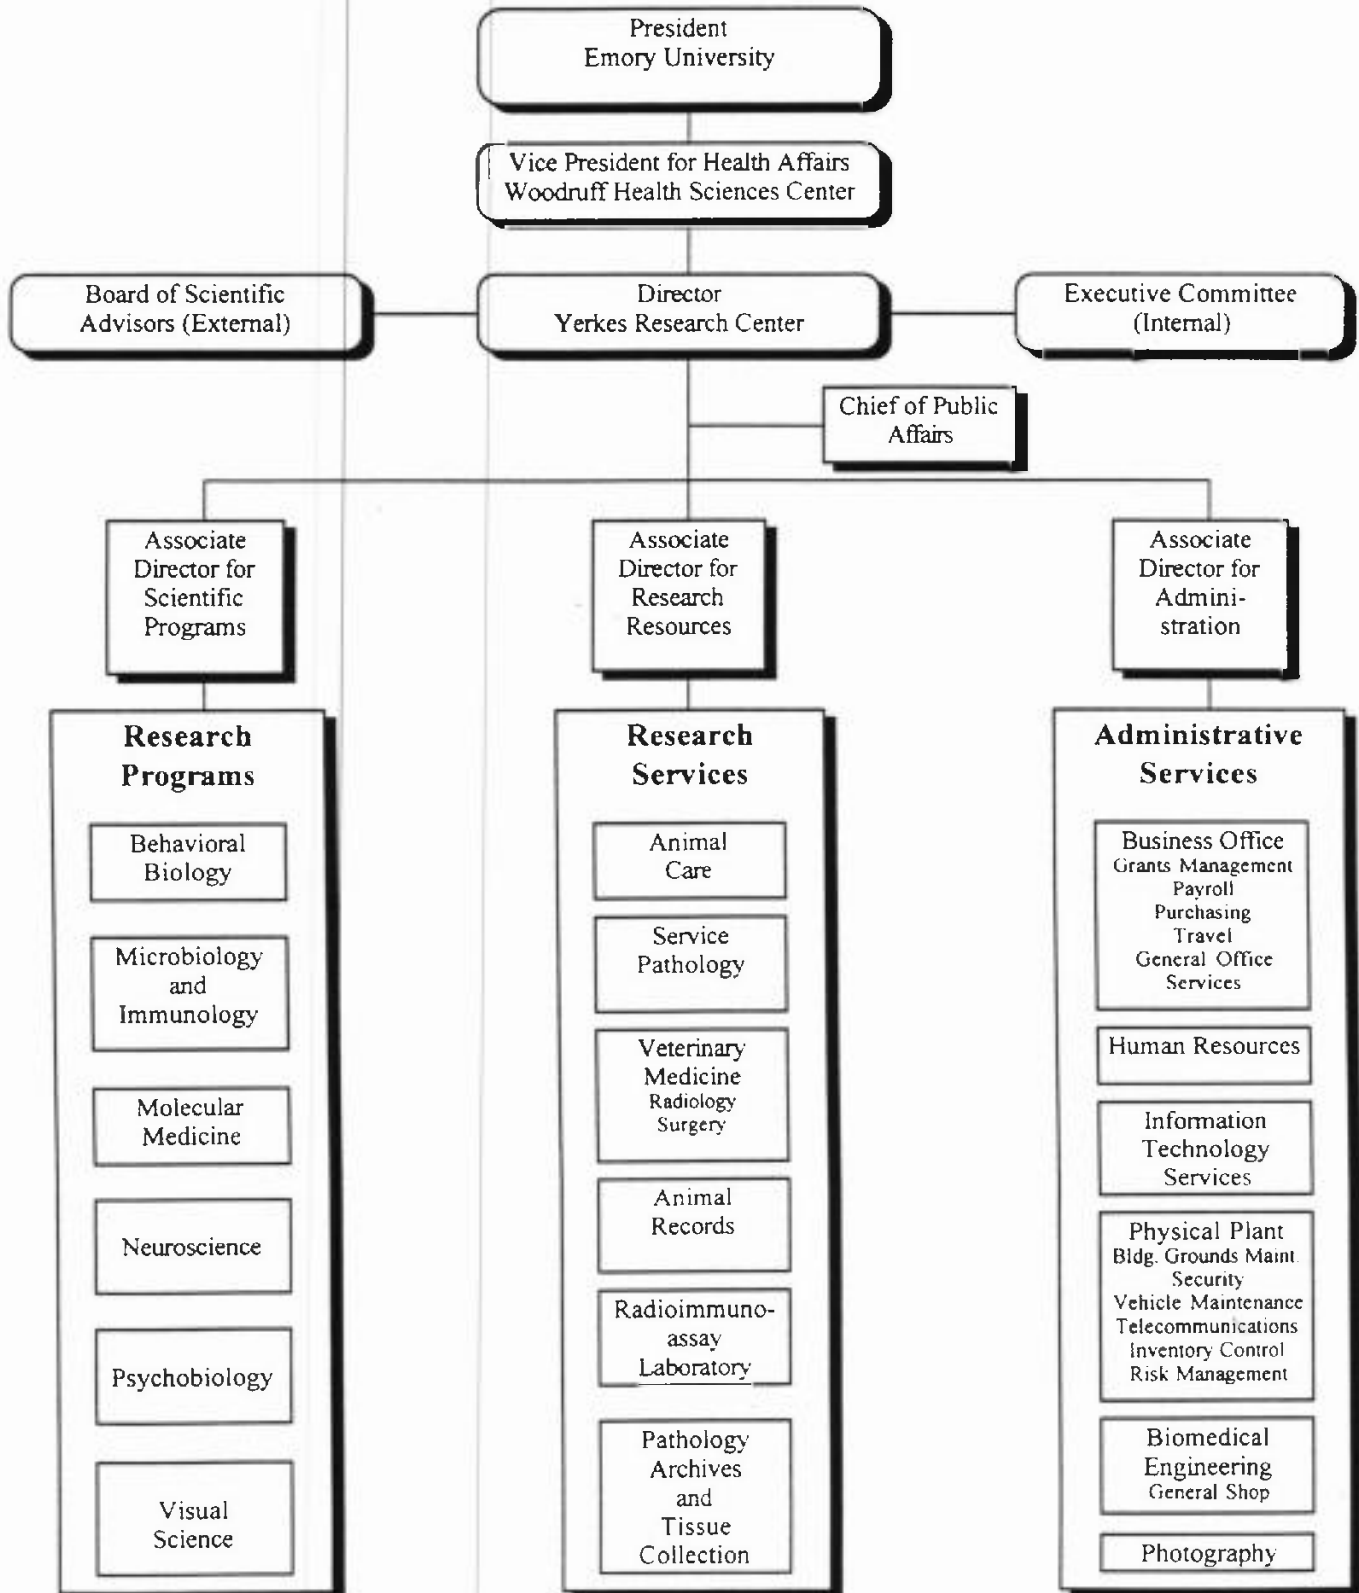 President
Emory University
Vice President for Health Affairs
Woodruff Health Sciences Center
Board of Scientific
Advisors (External)
Director
Yerkes Research Center
Executive Committee
(Internal)
Chief of Public
Affairs
Associate
Director for
Scientific
Programs
Associate
Director for
Research
Resources
Associate
Director for
Admini-
stration
Research
Programs
Behavioral
Biology
Microbiology
and
Immunology
Molecular
Medicine
Neuroscience
Psychobiology
Visual
Science
Research
Services
Animal
Care
Service
Pathology
Veterinary
Medicine
Radiology
Surgery
Animal
Records
Radioimmuno-
assay
Laboratory
Pathology
Archives
and
Tissue
Collection
Administrative
Services
Business Office
Grants Management
Payroll
Purchasing
Travel
General Office
Services
Human Resources
Information
Technology
Services
Physical Plant
Bldg. Grounds Maint.
Security
Vehicle Maintenance
Telecommunications
Inventory Control
Risk Management
Biomedical
Engineering
General Shop
Photography